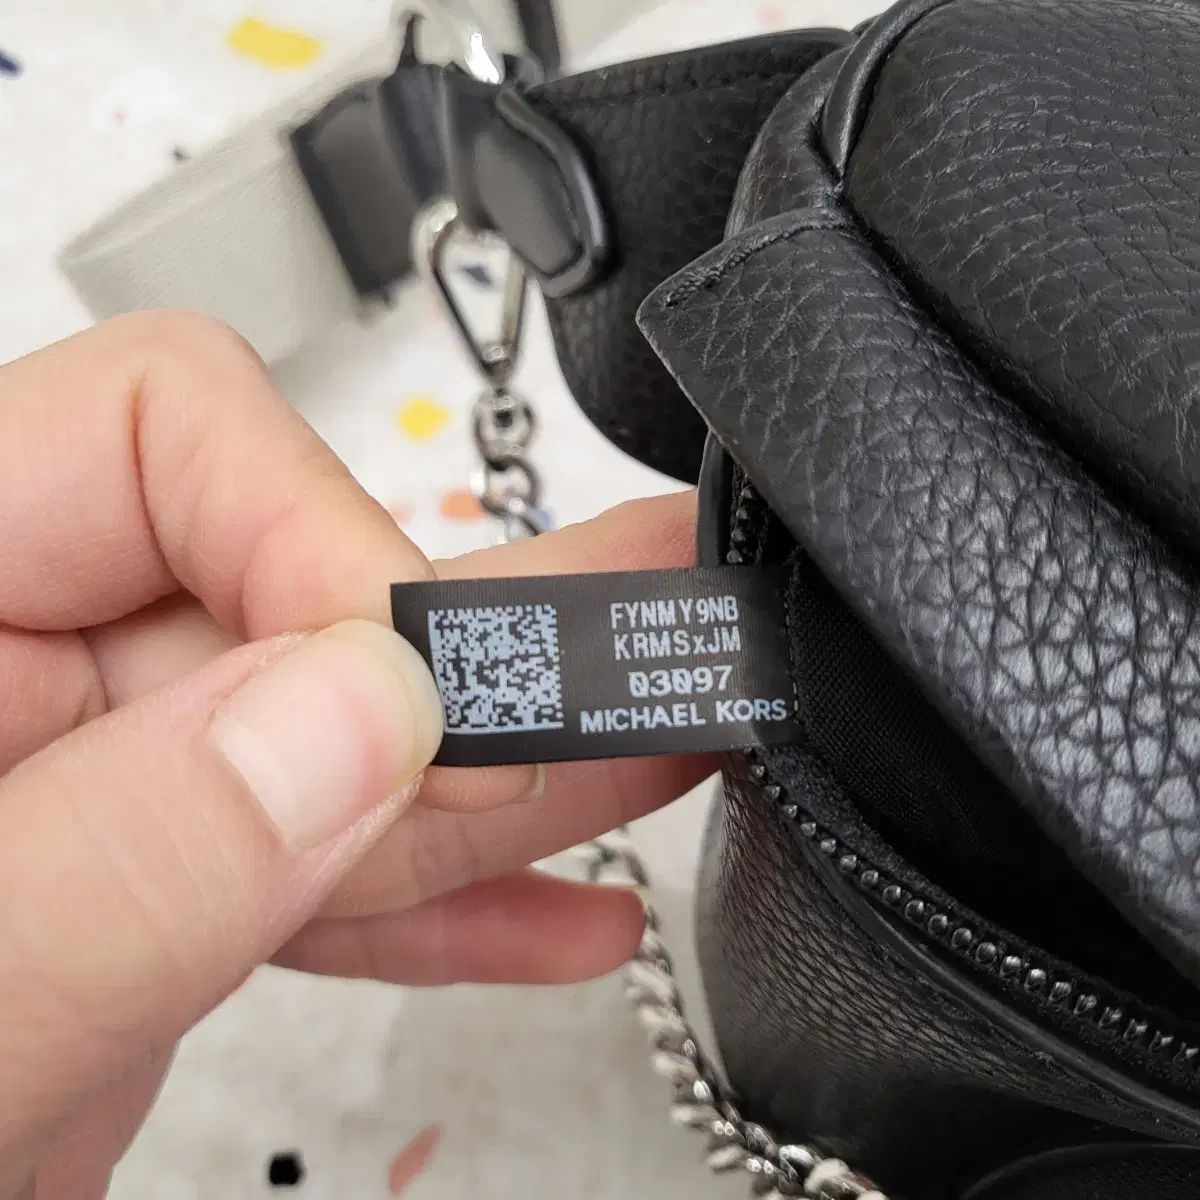 FYNMY9NB
KRMSxJM
03097
MICHAEL KORS